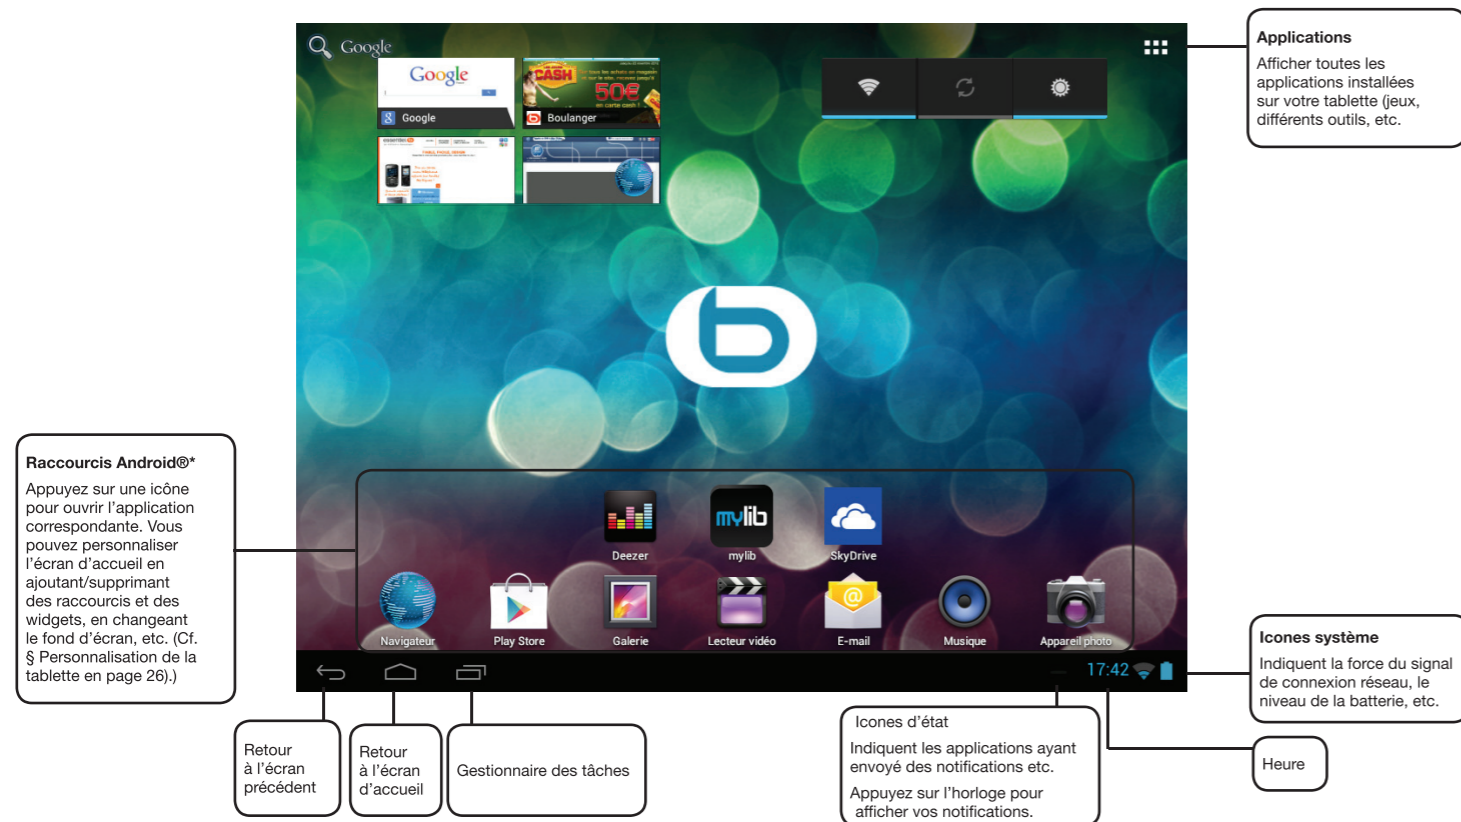 Google
Google
Google
CASH
50€
en carte cash !
Boulanger
Applications
Afficher toutes les
applications installées
sur votre tablette (jeux,
différents outils, etc.
mylib
Deezer
mylib
SkyDrive
Navigateur
Play Store
Galerie
Lecteur vidéo
E-mail
Musique
Appareil photo
17:42
Raccourcis Android®*
Appuyez sur une icône
pour ouvrir l’application
correspondante. Vous
pouvez personnaliser
l’écran d’accueil en
ajoutant/supprimant
des raccourcis et des
widgets, en changeant
le fond d’écran, etc. (Cf.
§ Personnalisation de la
tablette en page 26).)
Icones système
Indiquent la force du signal
de connexion réseau, le
niveau de la batterie, etc.
Retour
à l’écran
précédent
Retour
à l’écran
d’accueil
Gestionnaire des tâches
Icones d’état
Indiquent les applications ayant
envoyé des notifications etc.
Appuyez sur l’horloge pour
afficher vos notifications.
Heure